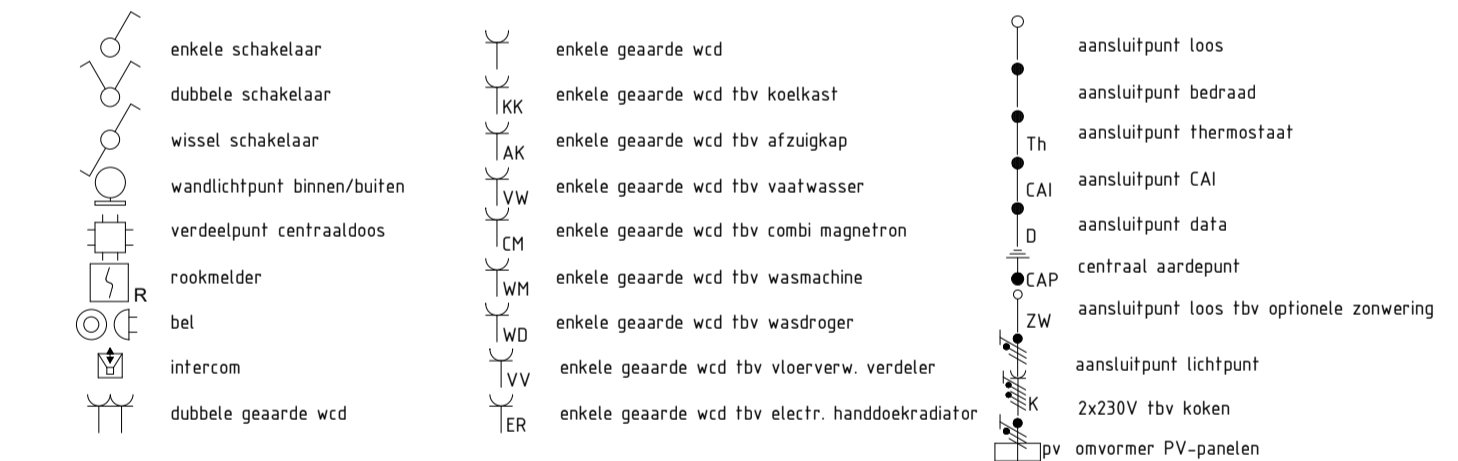 enkele schakelaar
dubbele schakelaar
wissel schakelaar
wandlichtpunt binnen/buiten
verdeelpunt centraaldoos
R rookmelder
bel
intercom
dubbele geaarde wcd
enkele geaarde wcd
KK enkele geaarde wcd tbv koelkast
AK enkele geaarde wcd tbv afzuigkap
VW enkele geaarde wcd tbv vaatwasser
CM enkele geaarde wcd tbv combi magnetron
WM enkele geaarde wcd tbv wasmachine
WD enkele geaarde wcd tbv wasdroger
VV enkele geaarde wcd tbv vloerverw. verdeler
ER enkele geaarde wcd tbv electr. handdoekradiator
aansluitpunt loos
aansluitpunt bedraad
Th aansluitpunt thermostaat
CAI aansluitpunt CAI
D aansluitpunt data
CAP centraal aardepunt
ZW aansluitpunt loos tbv optionele zonwering
aansluitpunt lichtpunt
K 2x230V tbv koken
pv omvormer PV-panelen